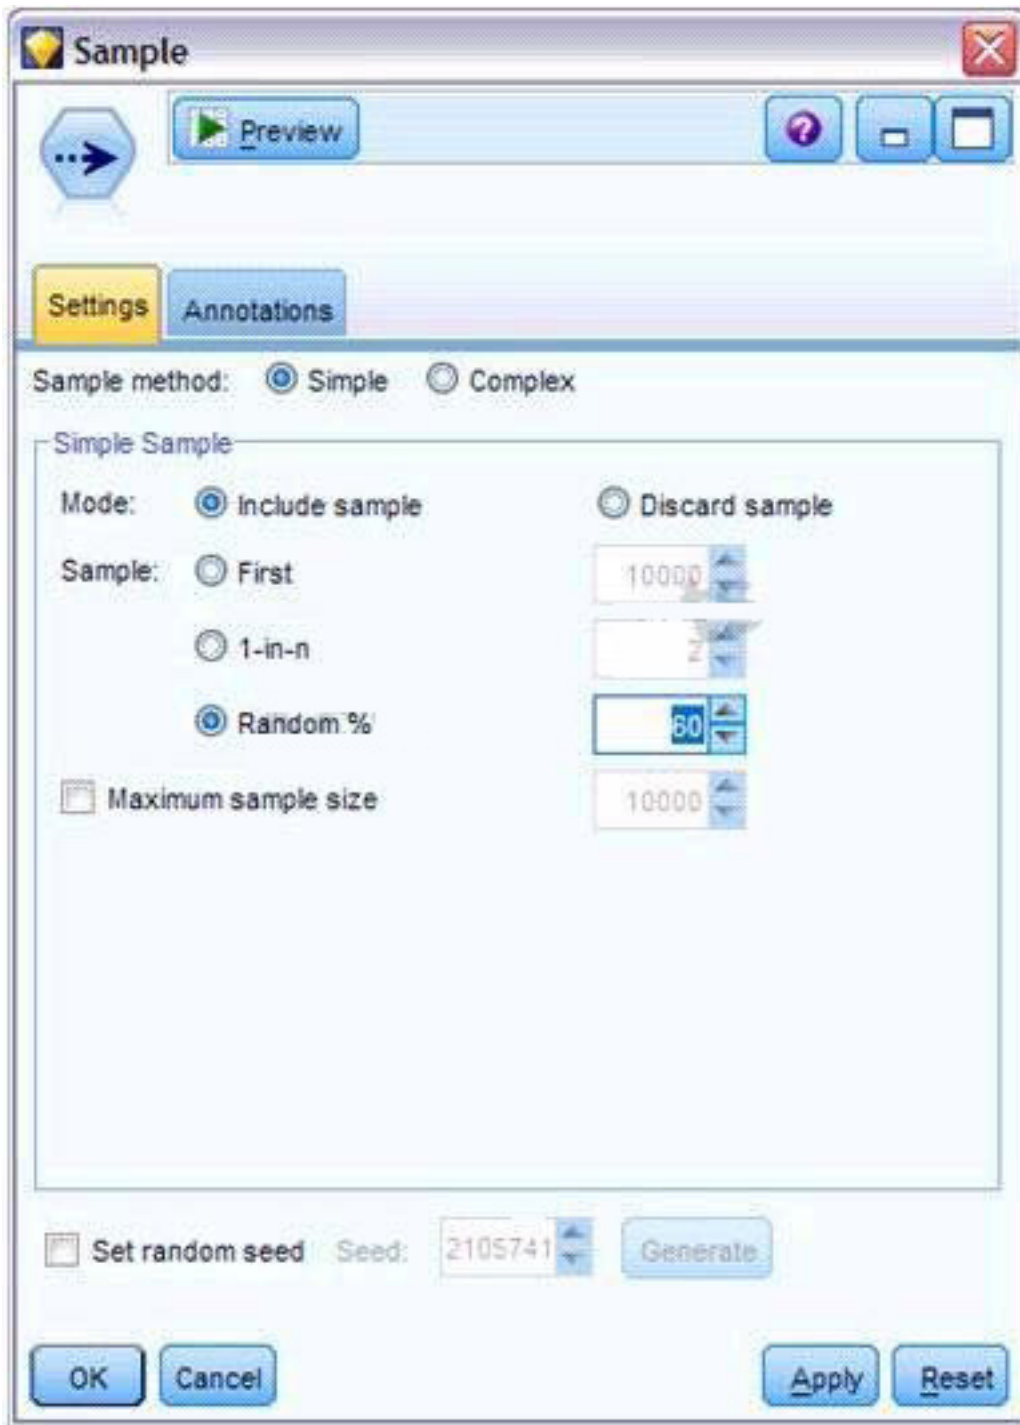 Sample
Preview
?
Settings Annotations
Sample method: Simple Complex
Simple Sample
Mode: Include sample Discard sample
Sample: First 10000
1-in-n 2
Random % 60
Maximum sample size 10000
Set random seed Seed: 2105741 Generate
OK Cancel Apply Reset